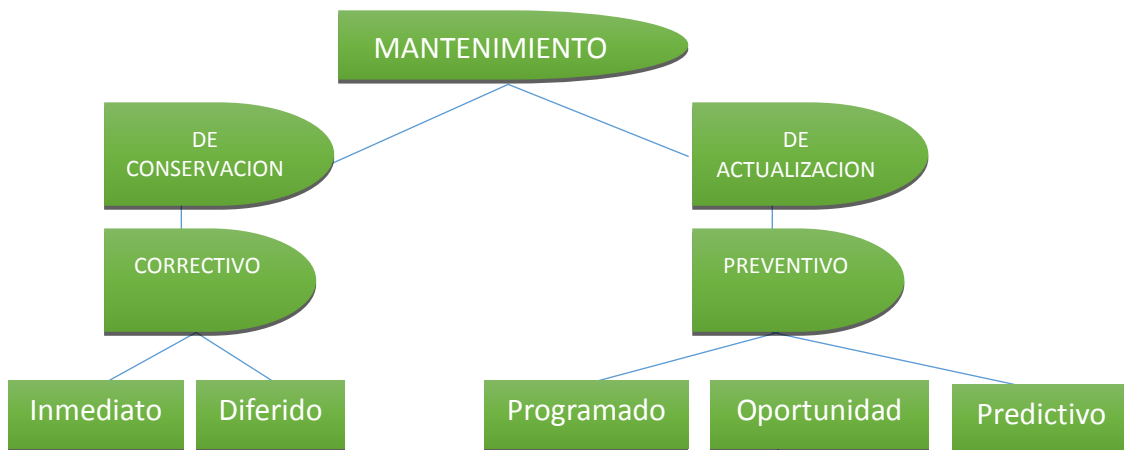 MANTENIMIENTO
DE
CONSERVACION
DE
ACTUALIZACION
CORRECTIVO
PREVENTIVO
Inmediato
Diferido
Programado
Oportunidad
Predictivo